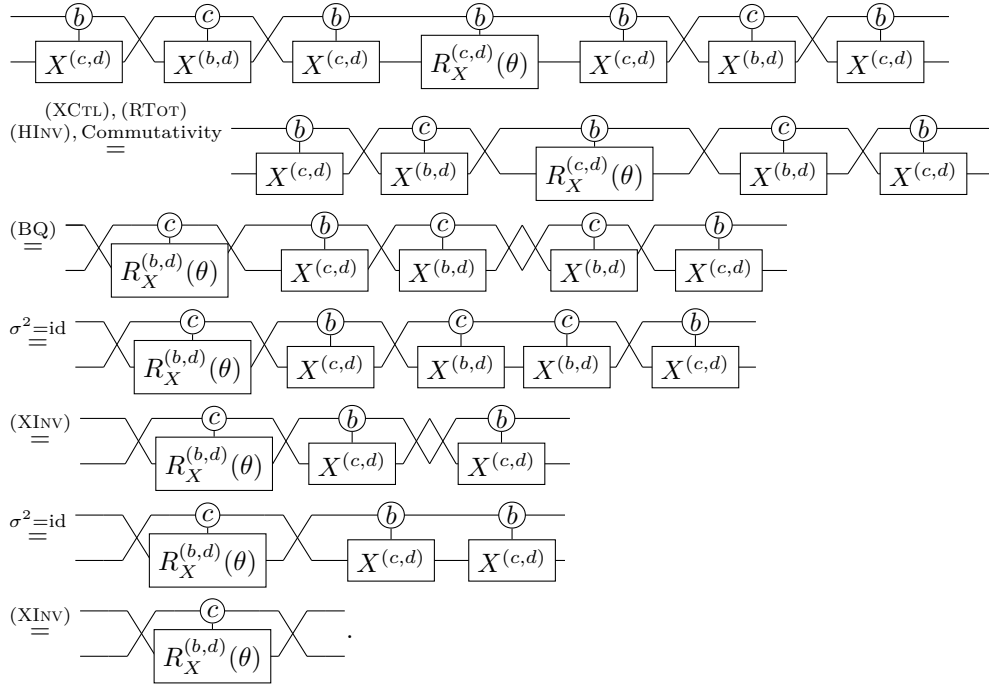 b c b b b c b
X^{(c,d)} X^{(b,d)} X^{(c,d)} R_X^{(c,d)}(θ) X^{(c,d)} X^{(b,d)} X^{(c,d)}
(XCTL), (RTOT)
(HINV), Commutativity
= b c b c b
X^{(c,d)} X^{(b,d)} R_X^{(c,d)}(θ) X^{(b,d)} X^{(c,d)}
(BQ)
= c b c c b
R_X^{(b,d)}(θ) X^{(c,d)} X^{(b,d)} X^{(b,d)} X^{(c,d)}
σ²=id
= c b c c b
R_X^{(b,d)}(θ) X^{(c,d)} X^{(b,d)} X^{(b,d)} X^{(c,d)}
(XINV)
= c b b
R_X^{(b,d)}(θ) X^{(c,d)} X^{(c,d)}
σ²=id
= c b b
R_X^{(b,d)}(θ) X^{(c,d)} X^{(c,d)}
(XINV)
= c
R_X^{(b,d)}(θ) .